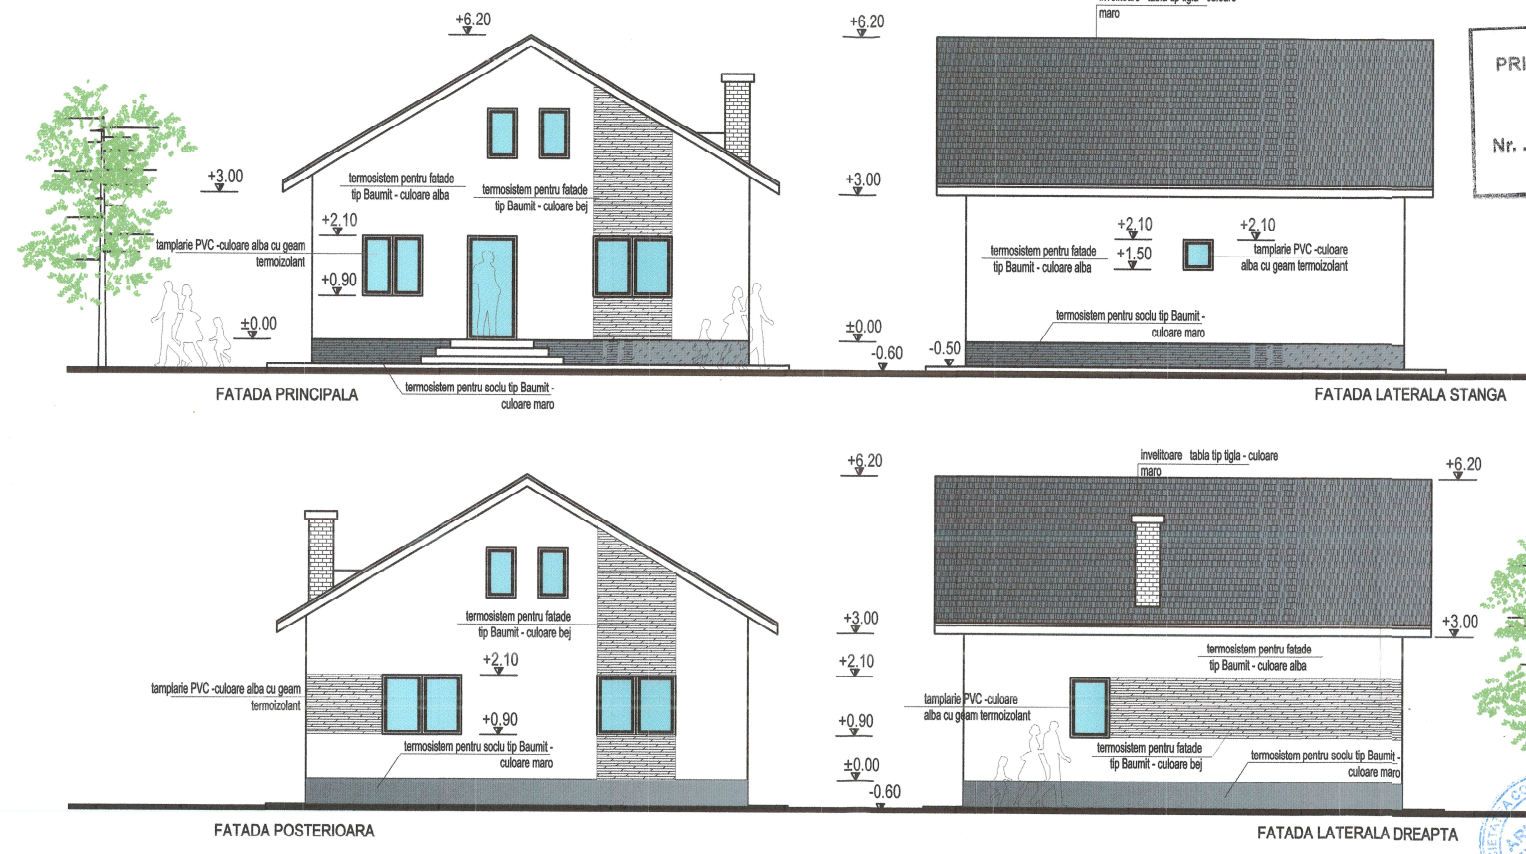 invelitoare tabla tip tigla - culoare
maro
+6.20
+6.20
PRI
Nr.
+3.00
+3.00
termosistem pentru fatade
tip Baumit - culoare alba
termosistem pentru fatade
tip Baumit - culoare bej
+2.10
tamplarie PVC -culoare alba cu geam
termoizolant
+0.90
±0.00
±0.00
-0.60
-0.50
termosistem pentru fatade
tip Baumit - culoare alba
+2.10
+1.50
+2.10
tamplarie PVC -culoare
alba cu geam termoizolant
termosistem pentru soclu tip Baumit -
culoare maro
FATADA PRINCIPALA
termosistem pentru soclu tip Baumit -
culoare maro
FATADA LATERALA STANGA
+6.20
invelitoare tabla tip tigla - culoare
maro
+6.20
termosistem pentru fatade
tip Baumit - culoare bej
+3.00
+3.00
+2.10
+2.10
tamplarie PVC -culoare alba cu geam
termoizolant
+0.90
+0.90
termosistem pentru soclu tip Baumit -
culoare maro
±0.00
-0.60
termosistem pentru fatade
tip Baumit - culoare alba
tamplarie PVC -culoare
alba cu geam termoizolant
termosistem pentru fatade
tip Baumit - culoare bej
termosistem pentru soclu tip Baumit -
culoare maro
FATADA POSTERIOARA
FATADA LATERALA DREAPTA